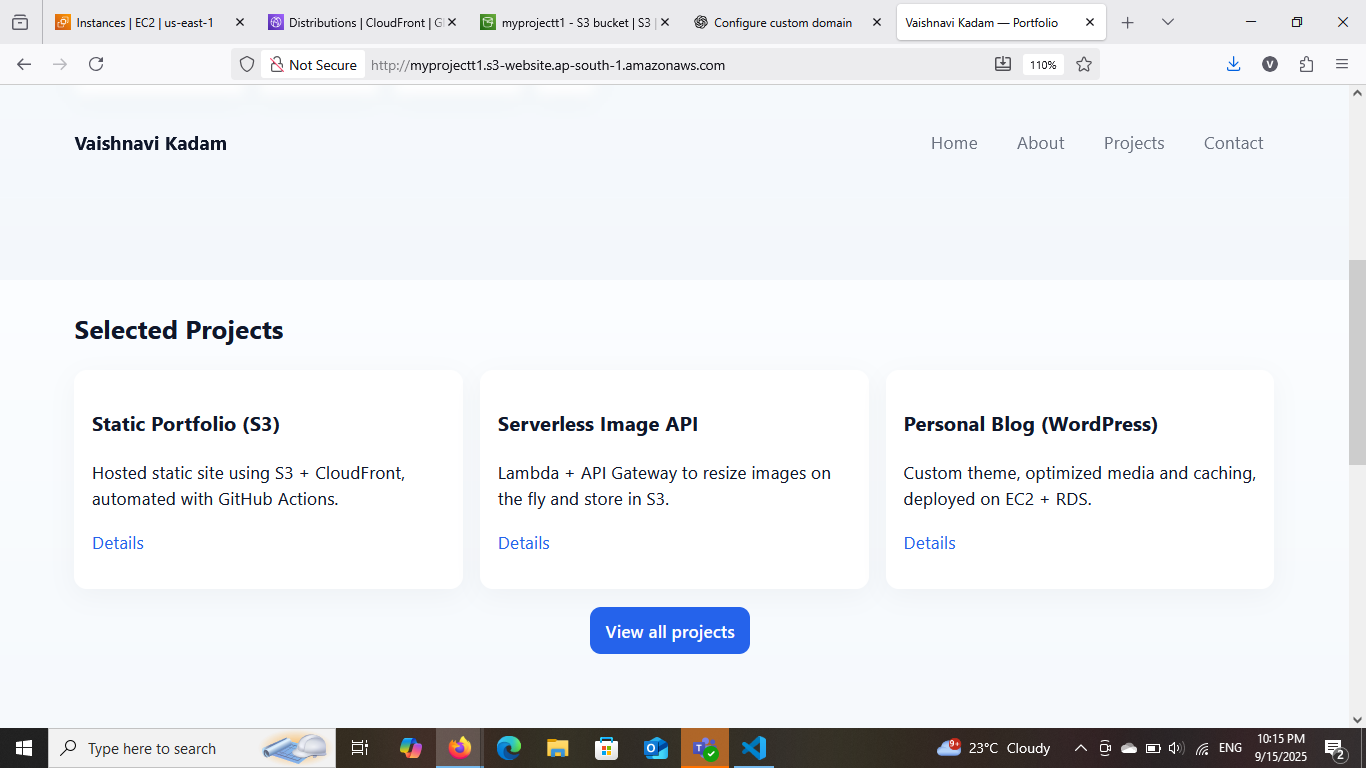 Instances | EC2 | us-east-1
Distributions | CloudFront | Gl
myprojectt1 - S3 bucket | S3 |
Configure custom domain
Vaishnavi Kadam — Portfolio
Not Secure
http://myprojectt1.s3-website.ap-south-1.amazonaws.com
110%
V
Vaishnavi Kadam
Home
About
Projects
Contact
Selected Projects
Static Portfolio (S3)
Hosted static site using S3 + CloudFront,
automated with GitHub Actions.
Details
Serverless Image API
Lambda + API Gateway to resize images on
the fly and store in S3.
Details
Personal Blog (WordPress)
Custom theme, optimized media and caching,
deployed on EC2 + RDS.
Details
View all projects
Type here to search
9+
23°C Cloudy
ENG
10:15 PM
9/15/2025
2